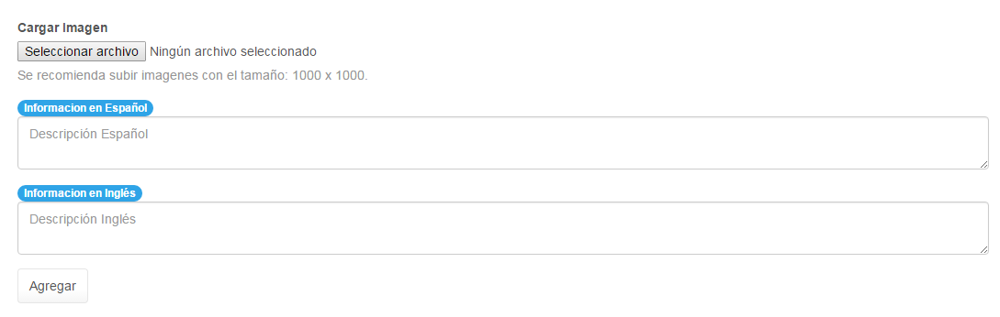 Cargar Imagen
Seleccionar archivo Ningún archivo seleccionado
Se recomienda subir imagenes con el tamaño: 1000 x 1000.
Informacion en Español
Descripción Español
Informacion en Inglés
Descripción Inglés
Agregar